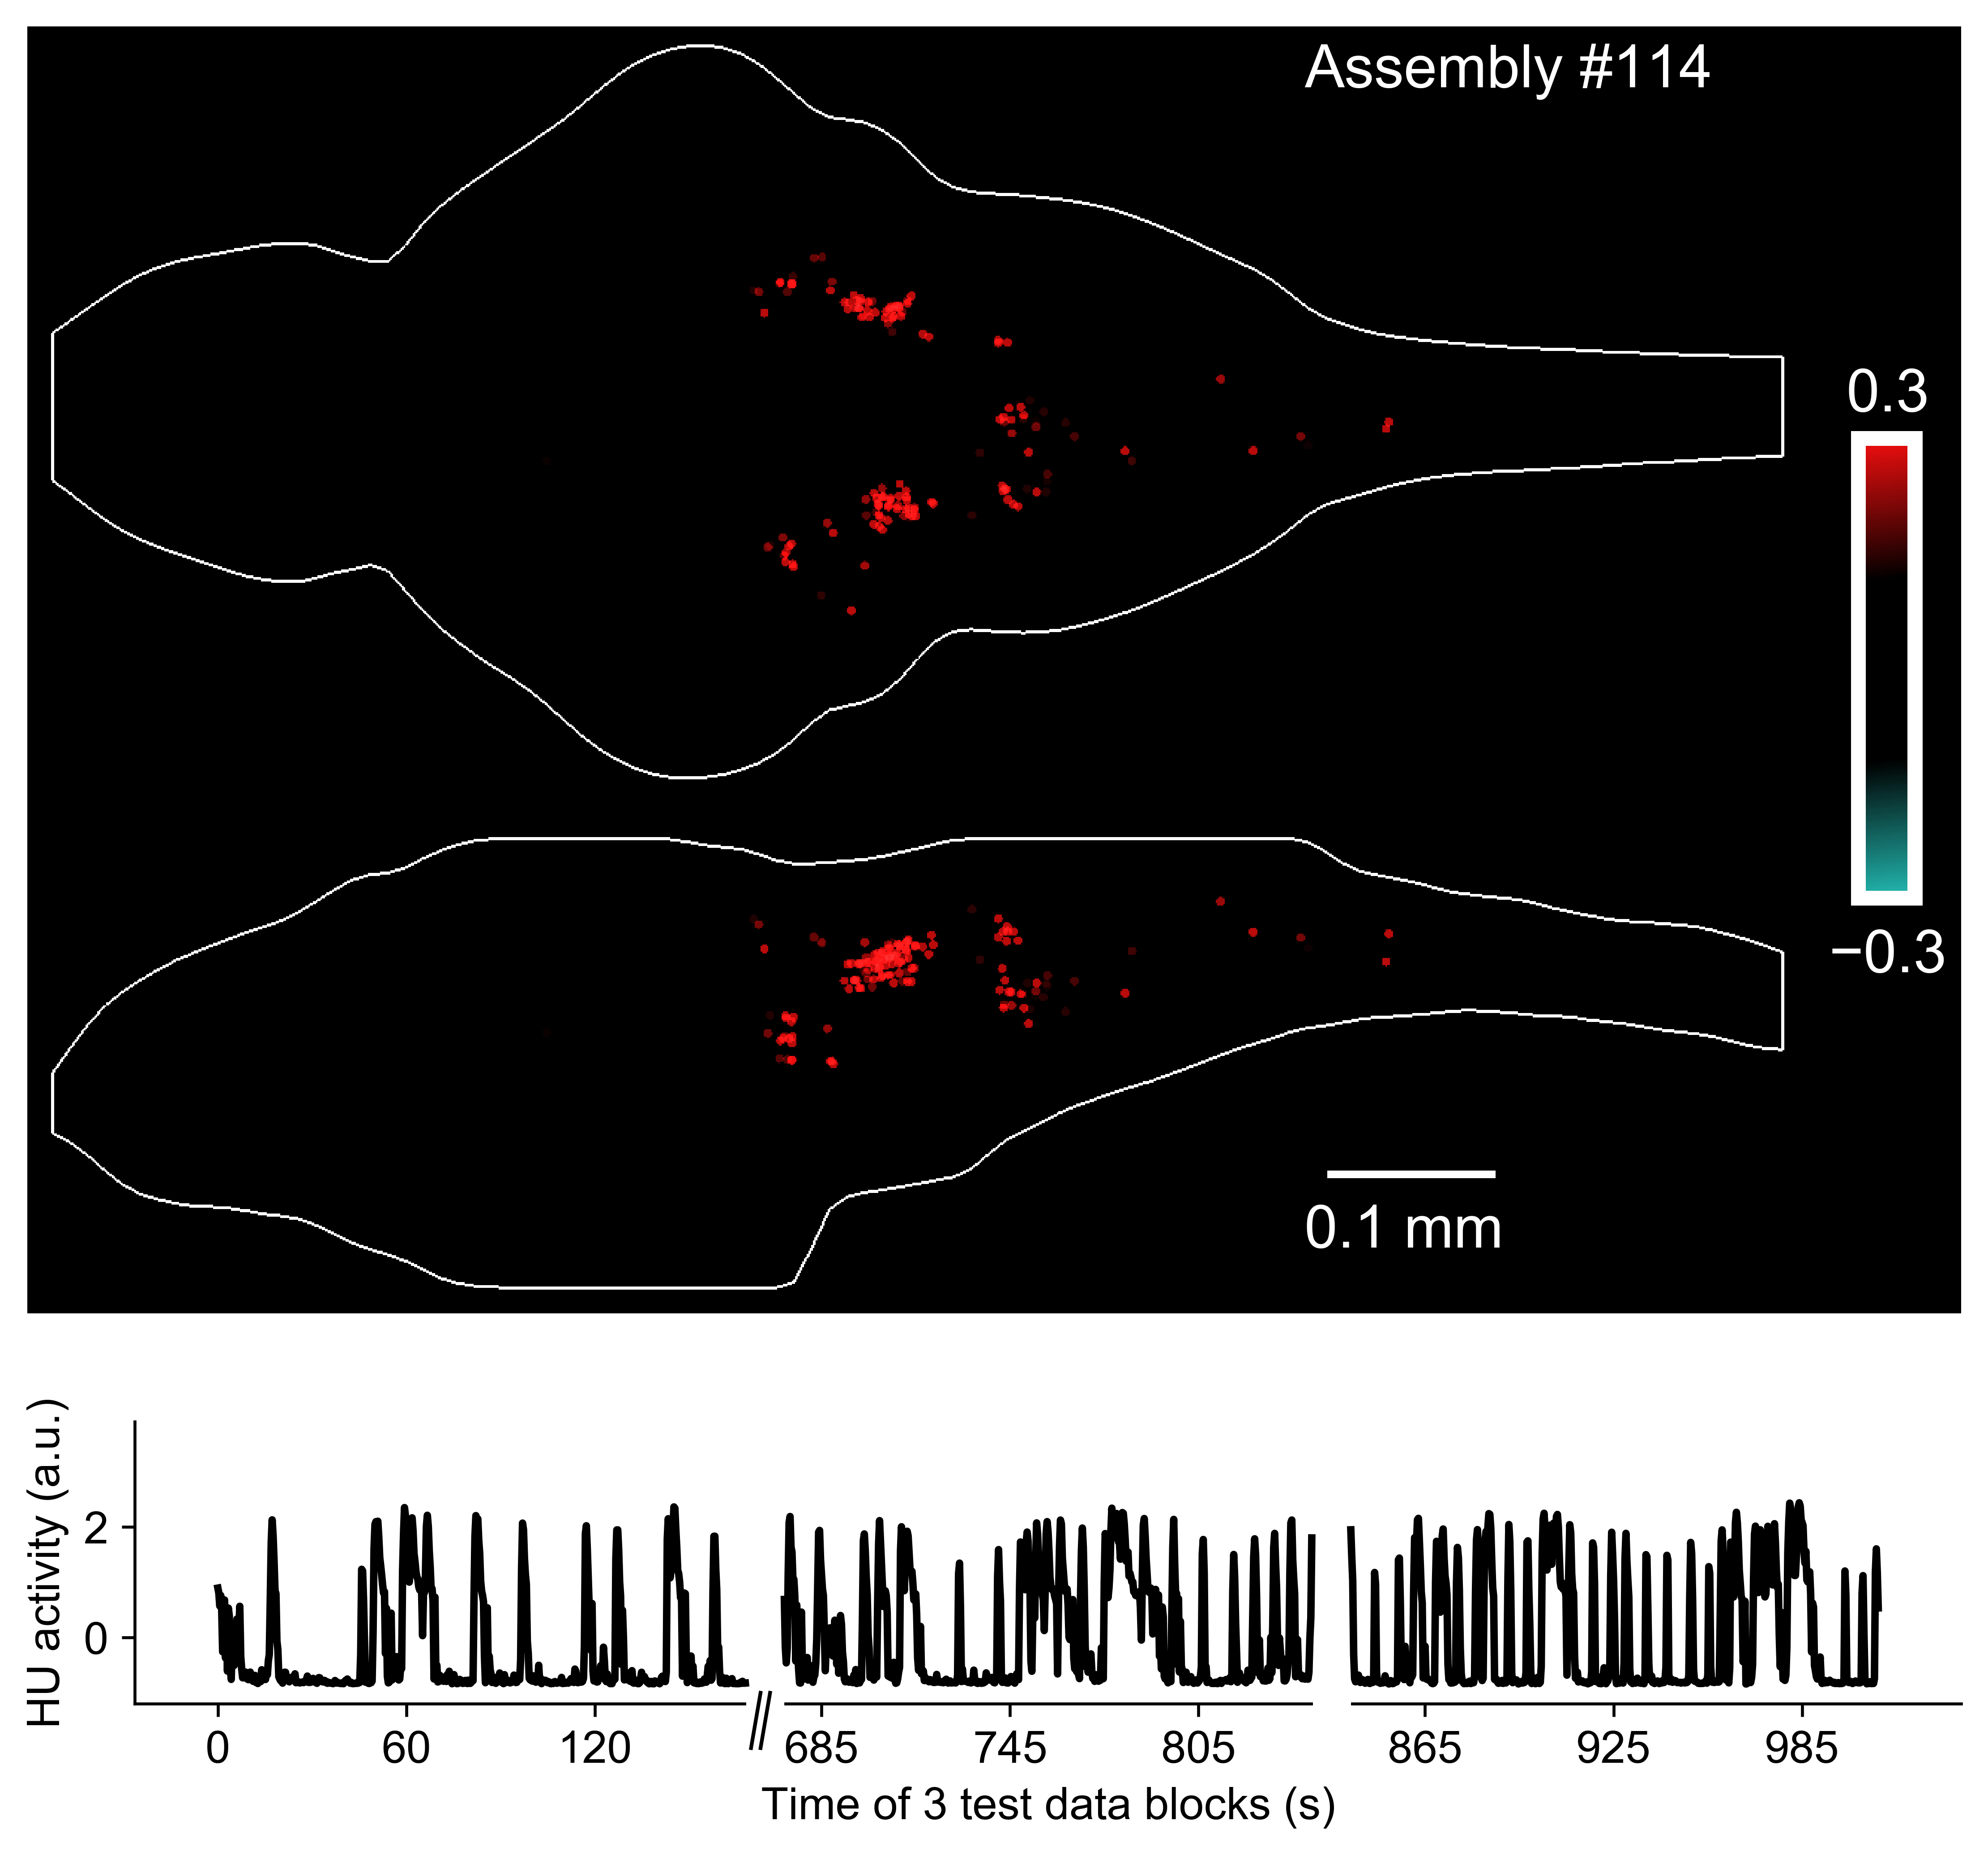 Assembly #114
0.3
−0.3
0.1 mm
HU activity (a.u.)
2
0
0 60 120 685 745 805 865 925 985
Time of 3 test data blocks (s)